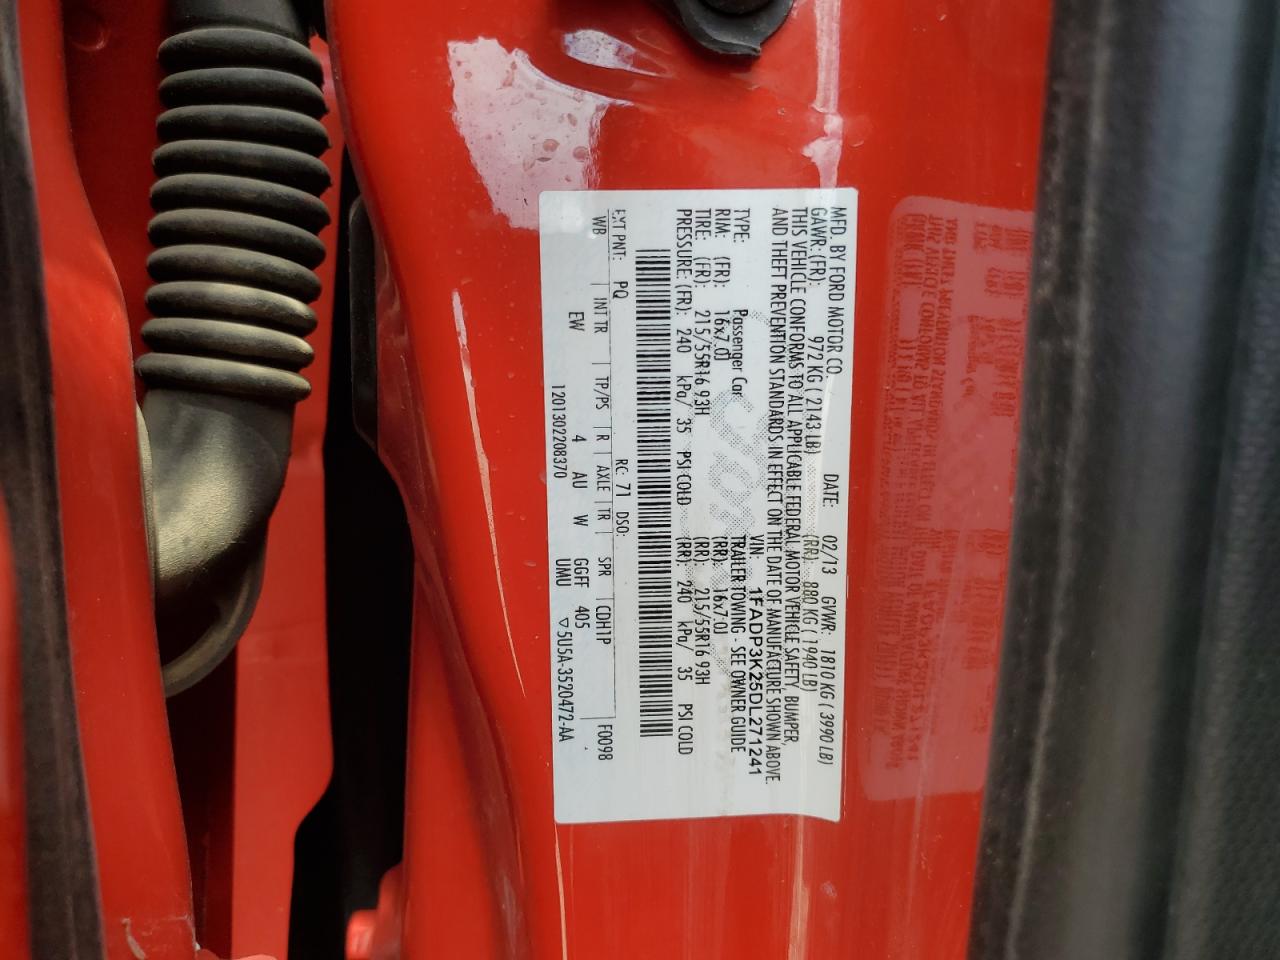 MFD. BY FORD MOTOR CO. DATE: 02/13 GVWR: 1810 KG ( 3990 LB)
GAWR:(FR): 972 KG ( 2143 LB) (RR): 880 KG ( 1940 LB)
THIS VEHICLE CONFORMS TO ALL APPLICABLE FEDERAL MOTOR VEHICLE SAFETY, BUMPER,
AND THEFT PREVENTION STANDARDS IN EFFECT ON THE DATE OF MANUFACTURE SHOWN ABOVE.
VIN: 1FADP3K25DL271241
TYPE: Passenger Car TRAILER TOWING - SEE OWNER GUIDE
RIM: (FR): 16x7.0J (RR): 16x7.0J
TIRE: (FR): 215/55R16 93H (RR): 215/55R16 93H
PRESSURE:(FR): 240 kPa/ 35 PSI COLD (RR): 240 kPa/ 35 PSI COLD
EXT PNT: PQ RC: 71 DSO:
WB INT TR TP/PS R AXLE TR SPR CDH1P F0098
EW 4 AU W GGFF 405
1201302208370 UMU ▽5U5A-3520472-AA